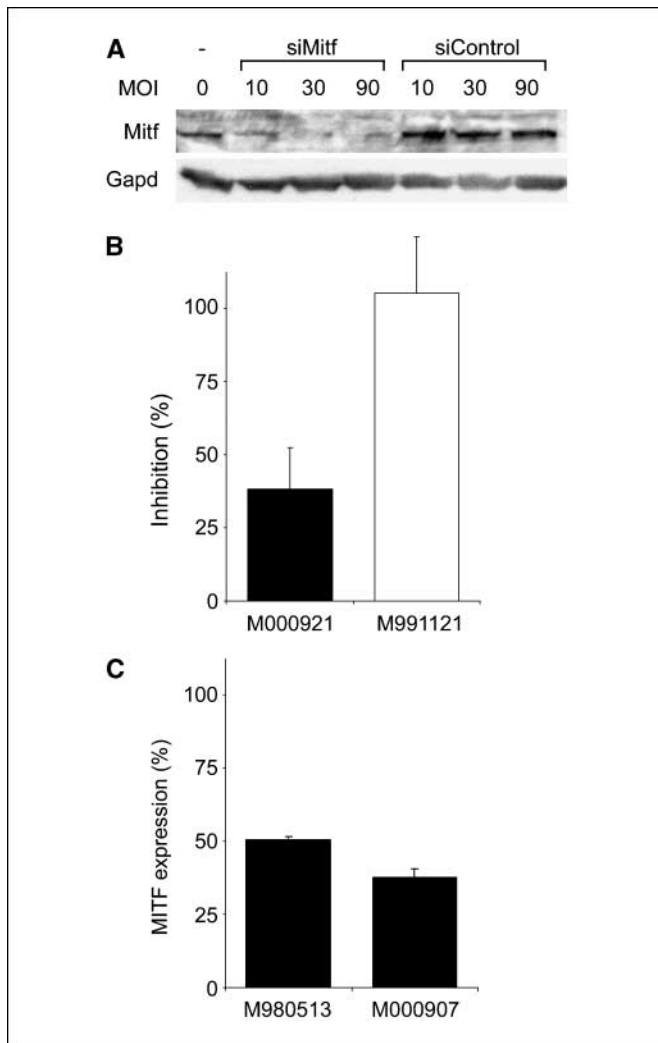 A - siMitf siControl
MOI 0 10 30 90 10 30 90
Mitf
Gapd
B
100
75
50
25
0
Inhibition (%)
M000921 M991121
C
100
75
50
25
0
MITF expression (%)
M980513 M000907